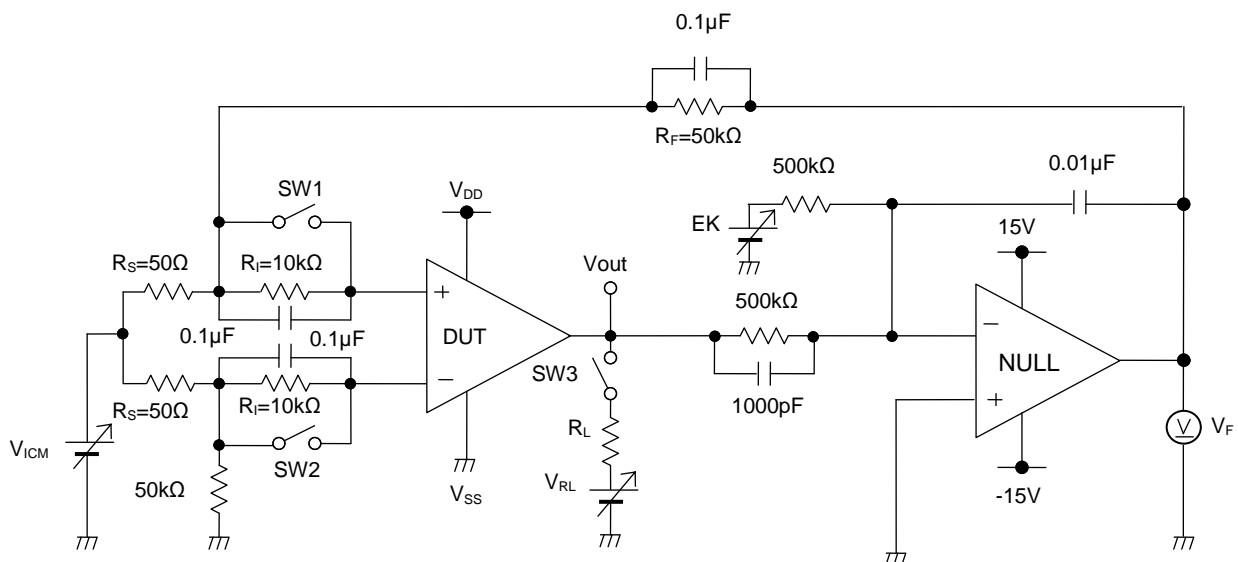 0.1µF
RF=50kΩ
500kΩ
0.01µF
SW1
VDD
EK
15V
RS=50Ω
RI=10kΩ
Vout
500kΩ
+
−
0.1µF
0.1µF
DUT
NULL
SW3
−
+
1000pF
RS=50Ω
RI=10kΩ
RL
V
VF
VICM
SW2
50kΩ
VSS
VRL
-15V